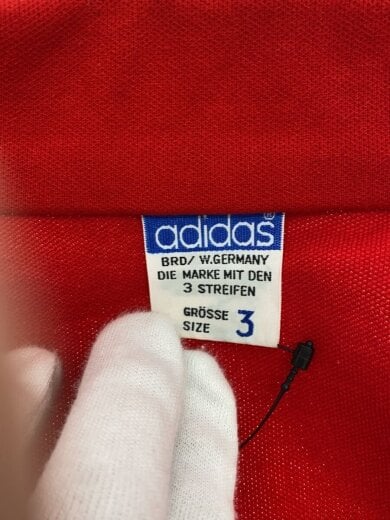 adidas®
BRD/ W.GERMANY
DIE MARKE MIT DEN
3 STREIFEN
GRÖSSE
SIZE 3